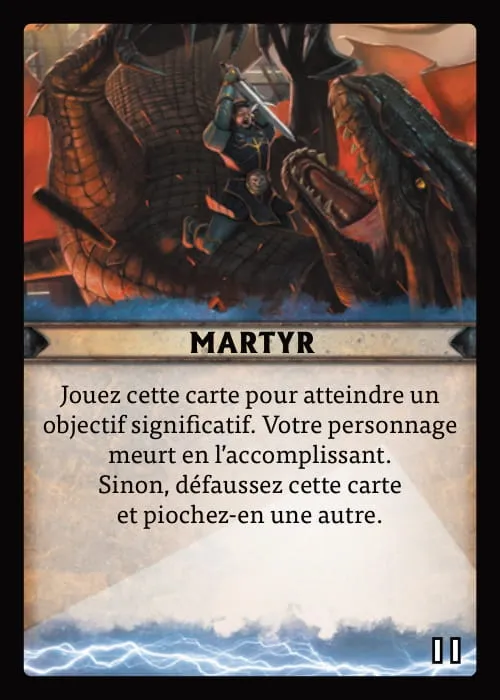 MARTYR
Jouez cette carte pour atteindre un
objectif significatif. Votre personnage
meurt en l'accomplissant.
Sinon, défaussez cette carte
et piochez-en une autre.